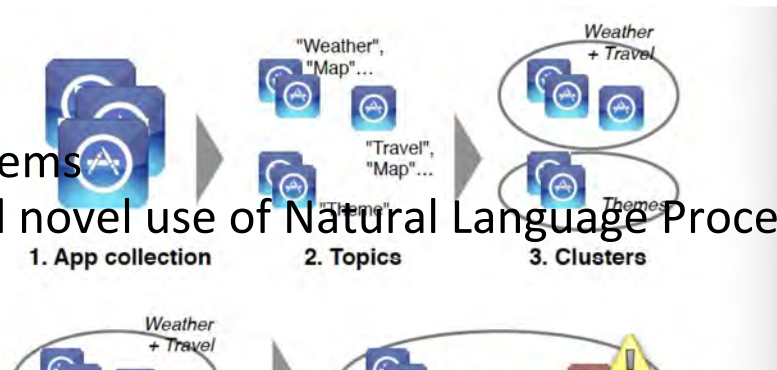 Weather
+ Travel
"Weather",
"Map"...
"Travel",
"Map"...
ems
"Theme"
Themes
l novel use of Natural Language Proce
1. App collection
2. Topics
3. Clusters
Weather
+ Travel